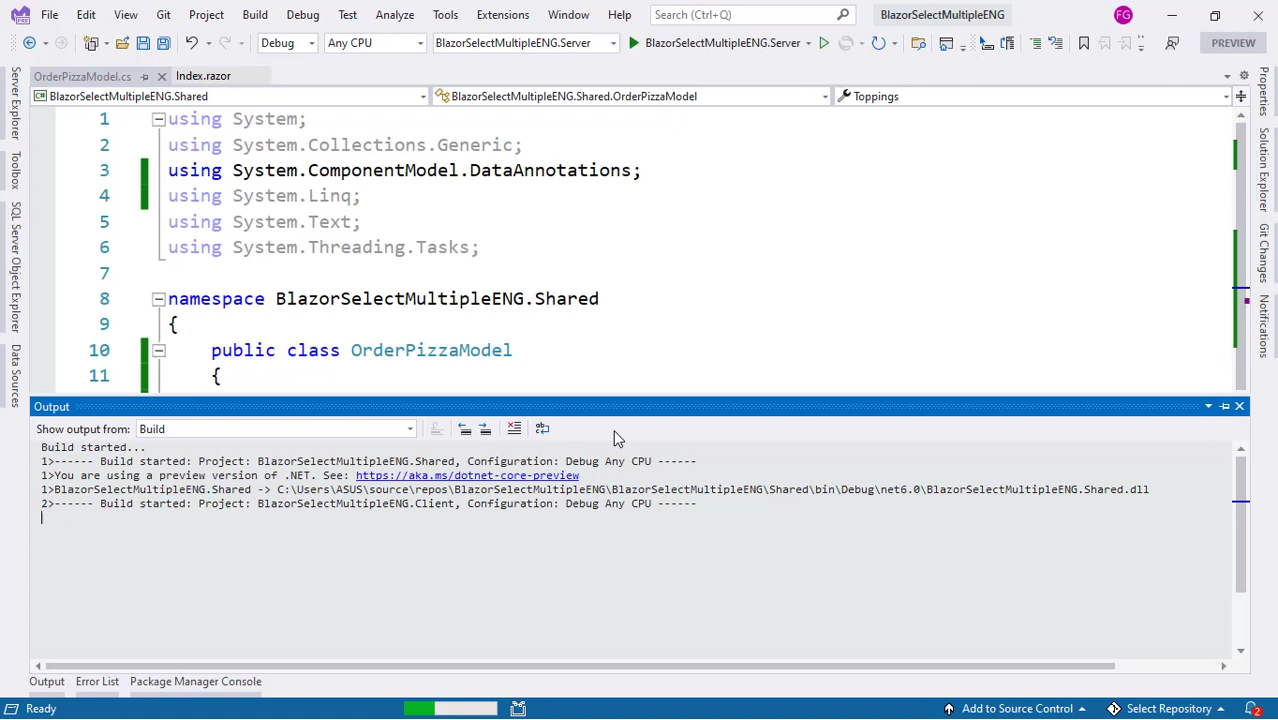 File Edit View Git Project Build Debug Test Analyze Tools Extensions Window Help Search (Ctrl+Q) BlazorSelectMultipleENG FG
Debug Any CPU BlazorSelectMultipleENG.Server BlazorSelectMultipleENG.Server PREVIEW
OrderPizzaModel.cs Index.razor
BlazorSelectMultipleENG.Shared BlazorSelectMultipleENG.Shared.OrderPizzaModel Toppings
1 using System;
2 using System.Collections.Generic;
3 using System.ComponentModel.DataAnnotations;
4 using System.Linq;
5 using System.Text;
6 using System.Threading.Tasks;
7
8 namespace BlazorSelectMultipleENG.Shared
9 {
10 public class OrderPizzaModel
11 {
Server Explorer
Toolbox
SQL Server Object Explorer
Data Sources
Properties
Solution Explorer
Git Changes
Notifications
Output
Show output from: Build
Build started...
1>------ Build started: Project: BlazorSelectMultipleENG.Shared, Configuration: Debug Any CPU ------
1>You are using a preview version of .NET. See: https://aka.ms/dotnet-core-preview
1>BlazorSelectMultipleENG.Shared -> C:\Users\ASUS\source\repos\BlazorSelectMultipleENG\BlazorSelectMultipleENG\Shared\bin\Debug\net6.0\BlazorSelectMultipleENG.Shared.dll
2>------ Build started: Project: BlazorSelectMultipleENG.Client, Configuration: Debug Any CPU ------
Output Error List Package Manager Console
Ready Add to Source Control Select Repository 2